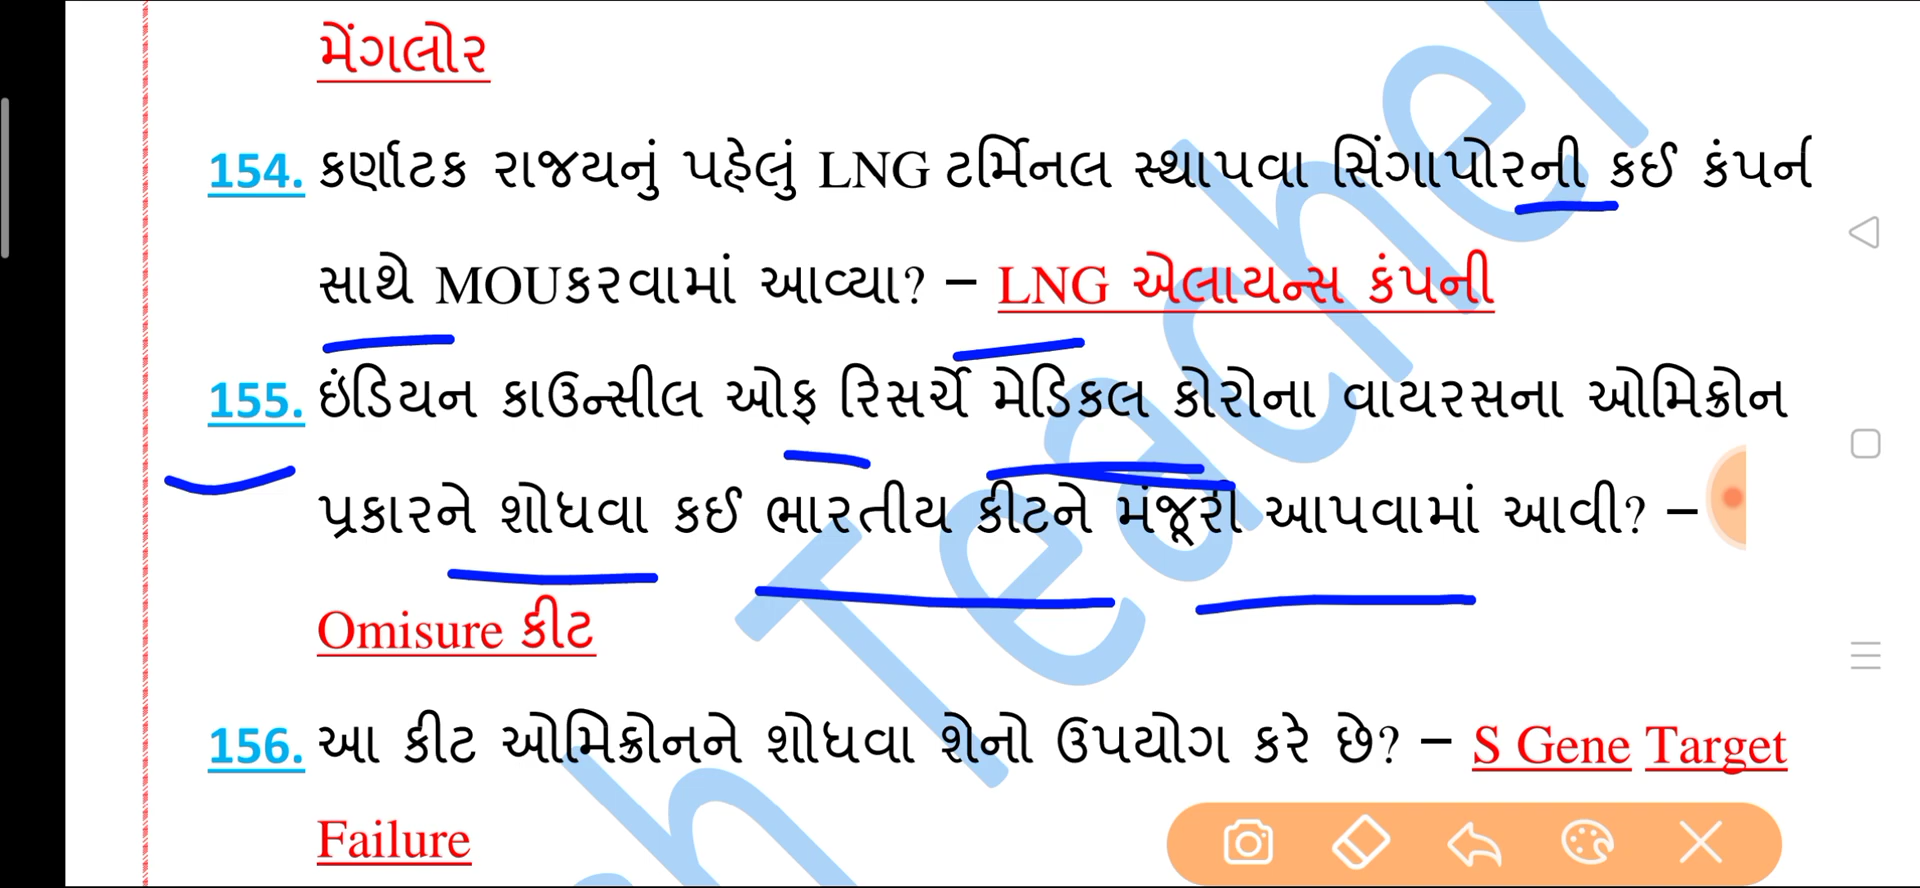 મેંગલોર
154. કર્ણાટક રાજયનું પહેલું LNG ટર્મિનલ સ્થાપવા સિંગાપોરની કઈ કંપની
સાથે MOUકરવામાં આવ્યા? – LNG એલાયન્સ કંપની
155. ઇંડિયન કાઉન્સીલ ઓફ રિસર્ચે મેડિકલ કોરોના વાયરસના ઓમિક્રોન
પ્રકારને શોધવા કઈ ભારતીય કીટને મંજૂરી આપવામાં આવી? –
Omisure કીટ
156. આ કીટ ઓમિક્રોનને શોધવા શેનો ઉપયોગ કરે છે? – S Gene Target
Failure
Teacher